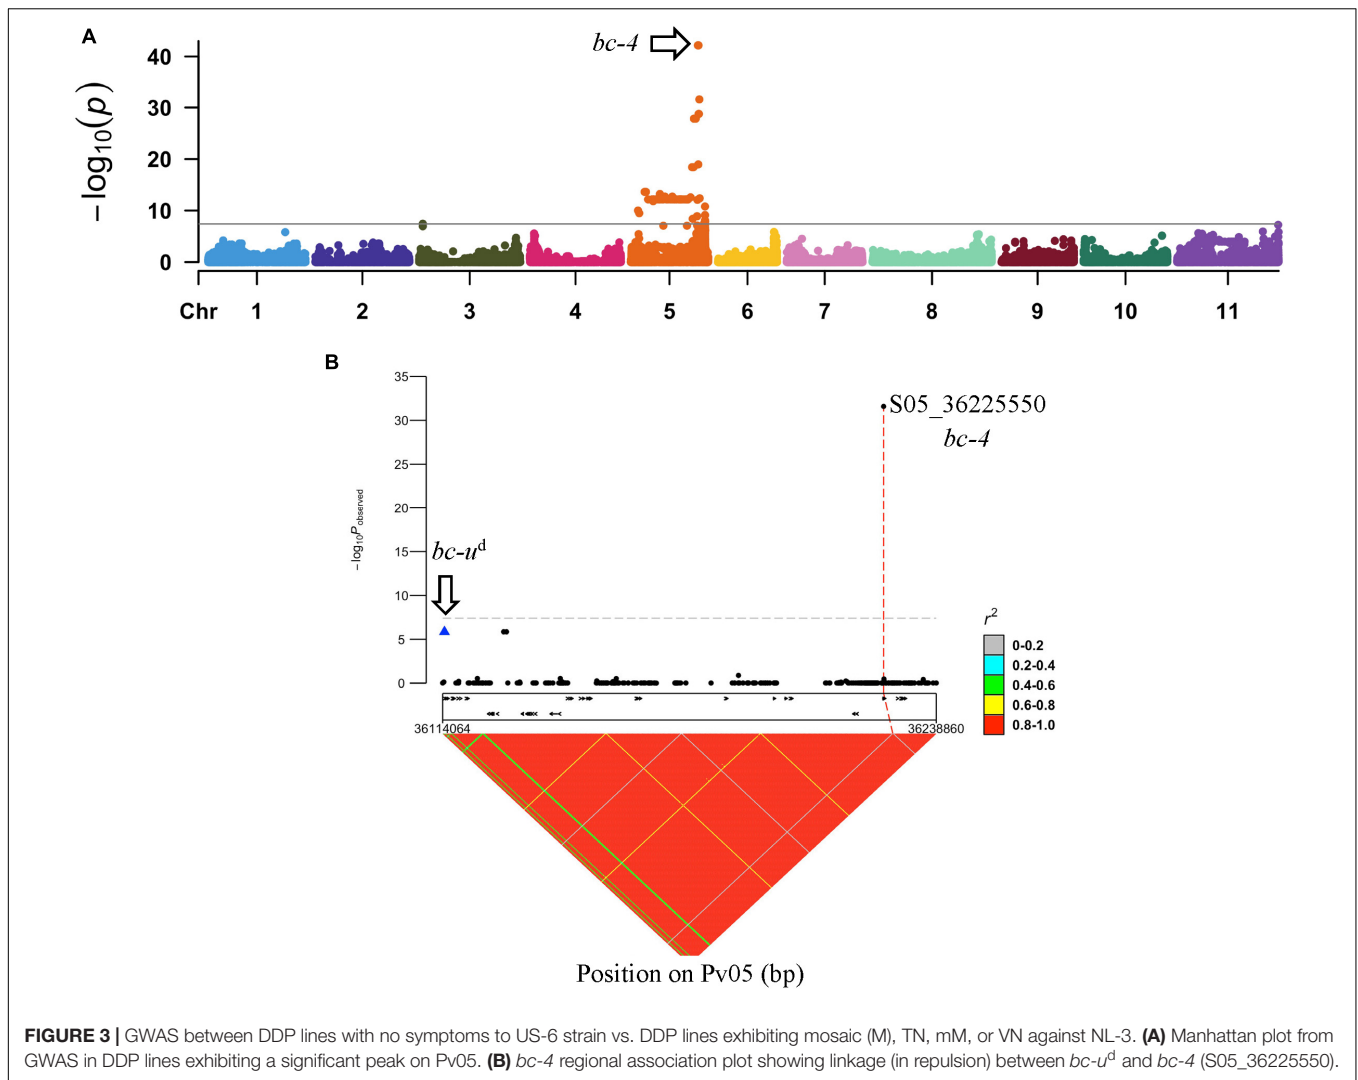 A
bc-4
−log10(p)
40
30
20
10
0
Chr 1 2 3 4 5 6 7 8 9 10 11
B
35
30
25
20
15
10
5
0
−log10Pobserved
S05_36225550
bc-4
bc-u^d
r^2
0-0.2
0.2-0.4
0.4-0.6
0.6-0.8
0.8-1.0
36114064 36238860
Position on Pv05 (bp)
FIGURE 3 | GWAS between DDP lines with no symptoms to US-6 strain vs. DDP lines exhibiting mosaic (M), TN, mM, or VN against NL-3. (A) Manhattan plot from
GWAS in DDP lines exhibiting a significant peak on Pv05. (B) bc-4 regional association plot showing linkage (in repulsion) between bc-u^d and bc-4 (S05_36225550).